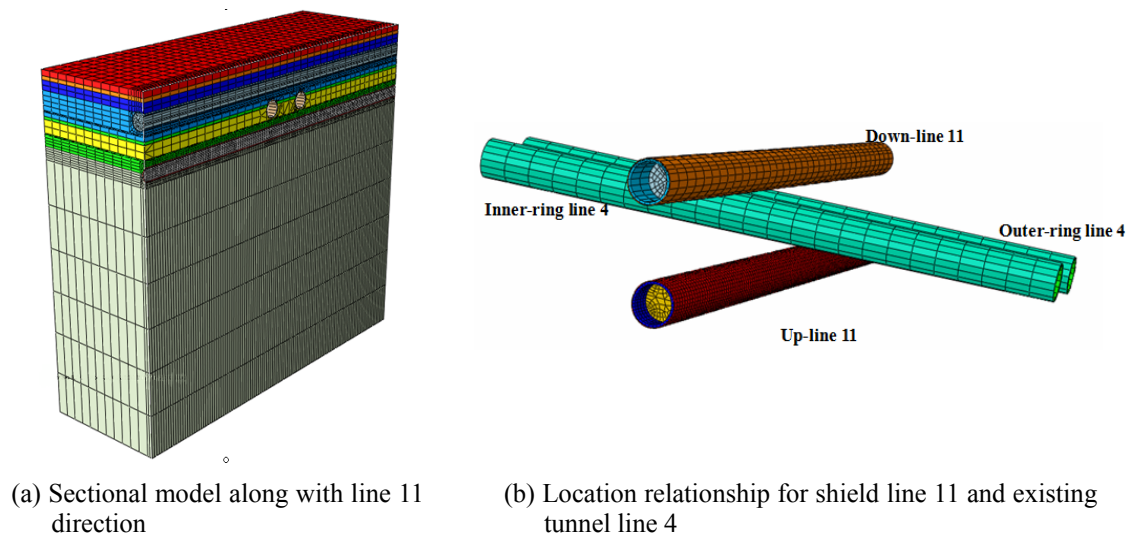 Down-line 11
Inner-ring line 4
Outer-ring line 4
Up-line 11
(a) Sectional model along with line 11
direction
(b) Location relationship for shield line 11 and existing
tunnel line 4